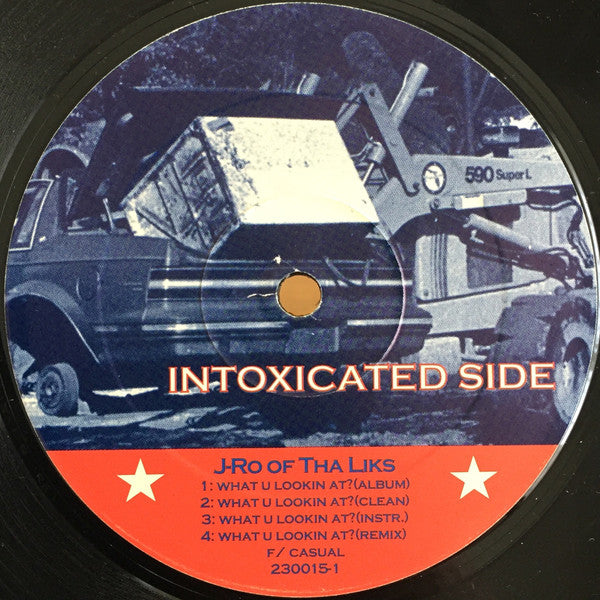 590 Super L
INTOXICATED SIDE
J-RO OF THA LIKS
1: WHAT U LOOKIN AT?(ALBUM)
2: WHAT U LOOKIN AT?(CLEAN)
3: WHAT U LOOKIN AT?(INSTR.)
4: WHAT U LOOKIN AT?(REMIX)
F/ CASUAL
230015-1